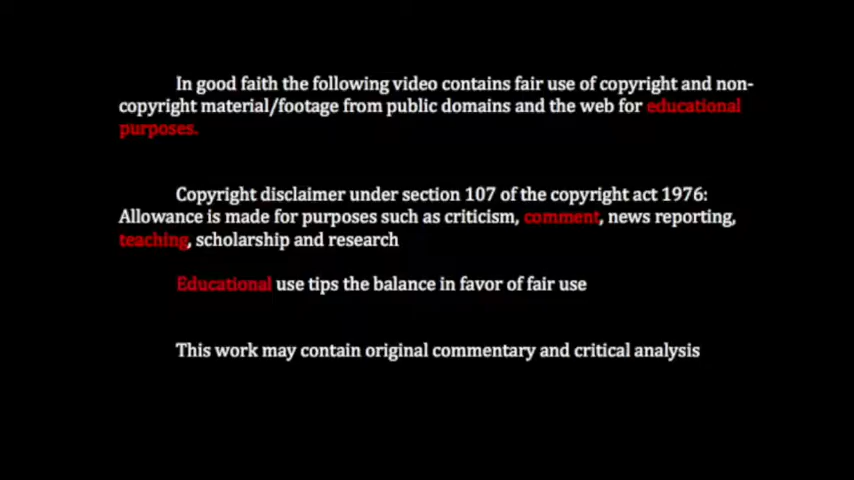 In good faith the following video contains fair use of copyright and non-
copyright material/footage from public domains and the web for educational
purposes.
Copyright disclaimer under section 107 of the copyright act 1976:
Allowance is made for purposes such as criticism, comment, news reporting,
teaching, scholarship and research
Educational use tips the balance in favor of fair use
This work may contain original commentary and critical analysis